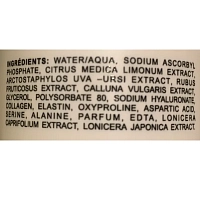 INGRÉDIENTS: WATER/AQUA, SODIUM ASCORBYL
PHOSPHATE, CITRUS MEDICA LIMONUM EXTRACT,
ARCTOSTAPHYLOS UVA -URSI EXTRACT, RUBUS
FRUTICOSUS EXTRACT, CALLUNA VULGARIS EXTRACT,
GLYCEROL, POLYSORBATE 80, SODIUM HYALURONATE,
COLLAGEN, ELASTIN, OXYPROLINE, ASPARTIC ACID,
SERINE, ALANINE, PARFUM, EDTA, LONICERA
CAPRIFOLIUM EXTRACT, LONICERA JAPONICA EXTRACT.